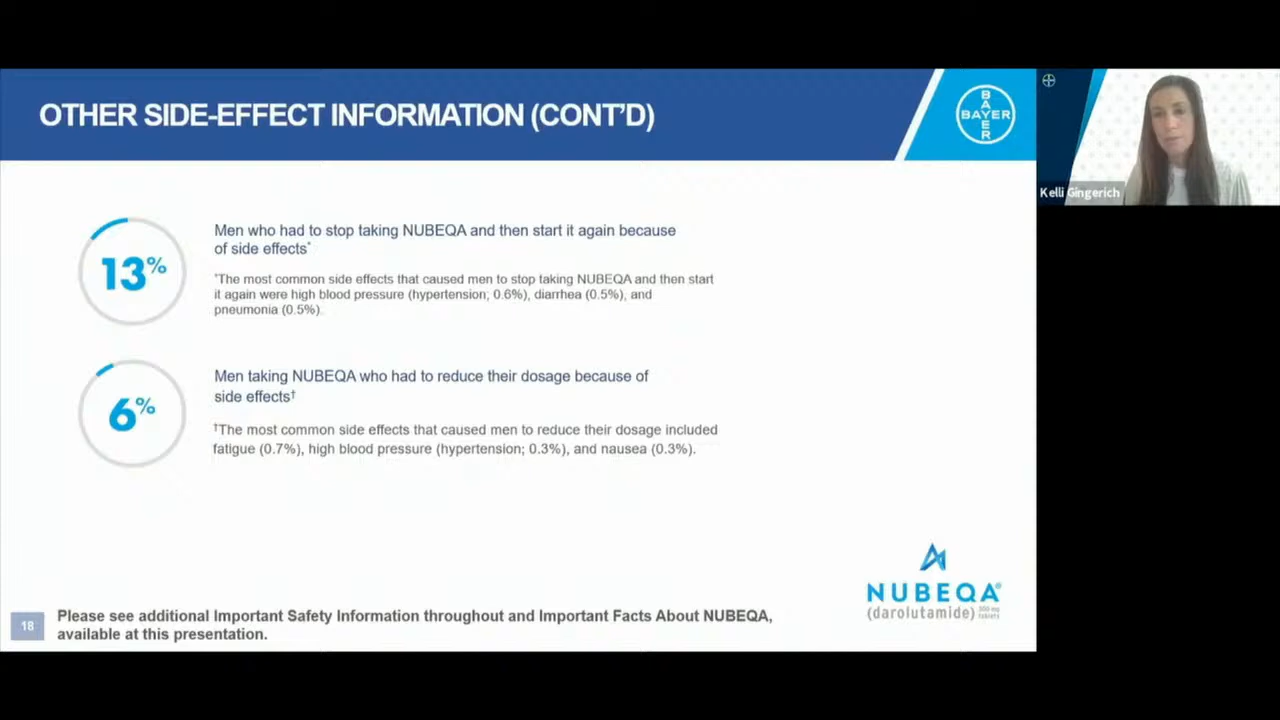 OTHER SIDE-EFFECT INFORMATION (CONT'D)
BAYER
BAYER
Kelli Gingerich
13%
Men who had to stop taking NUBEQA and then start it again because
of side effects*
*The most common side effects that caused men to stop taking NUBEQA and then start
it again were high blood pressure (hypertension; 0.6%), diarrhea (0.5%), and
pneumonia (0.5%).
6%
Men taking NUBEQA who had to reduce their dosage because of
side effects†
†The most common side effects that caused men to reduce their dosage included
fatigue (0.7%), high blood pressure (hypertension; 0.3%), and nausea (0.3%).
NUBEQA®
(darolutamide) 300 mg
tablets
18
Please see additional Important Safety Information throughout and Important Facts About NUBEQA,
available at this presentation.